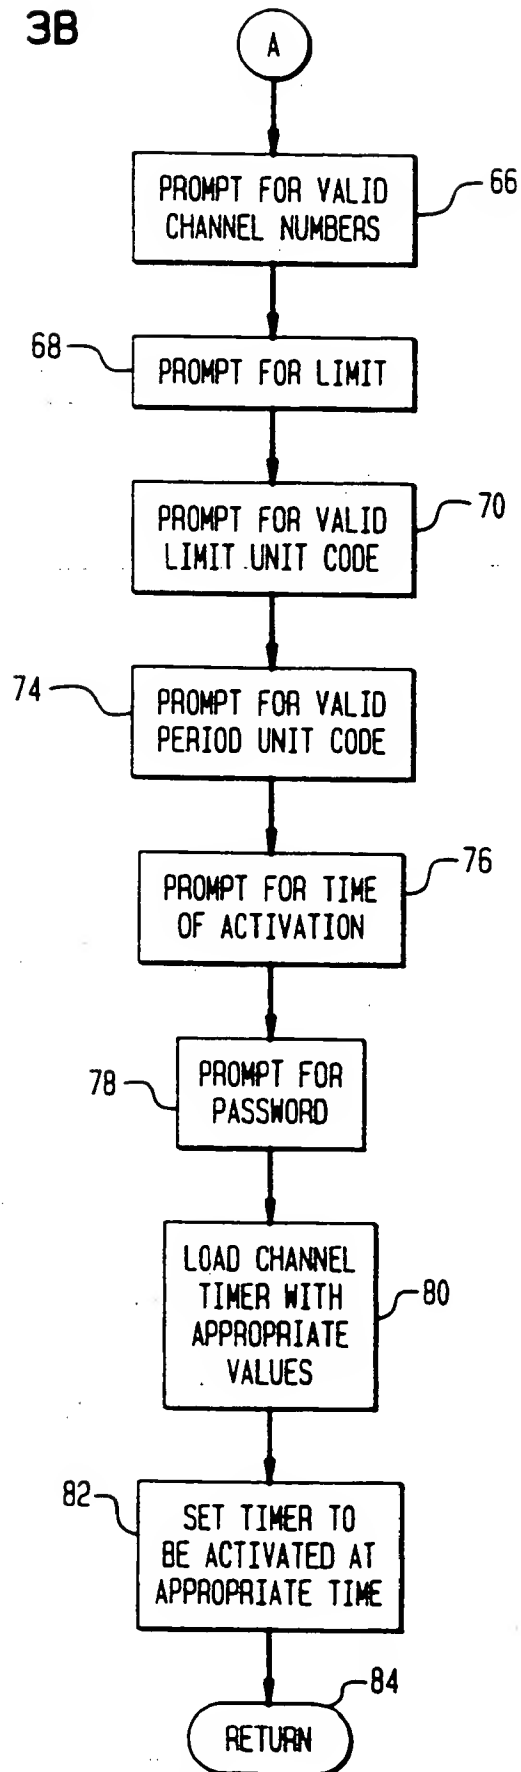 3B
A
PROMPT FOR VALID
CHANNEL NUMBERS
66
68
PROMPT FOR LIMIT
PROMPT FOR VALID
LIMIT UNIT CODE
70
74
PROMPT FOR VALID
PERIOD UNIT CODE
PROMPT FOR TIME
OF ACTIVATION
76
78
PROMPT FOR
PASSWORD
LOAD CHANNEL
TIMER WITH
APPROPRIATE
VALUES
80
82
SET TIMER TO
BE ACTIVATED AT
APPROPRIATE TIME
84
RETURN